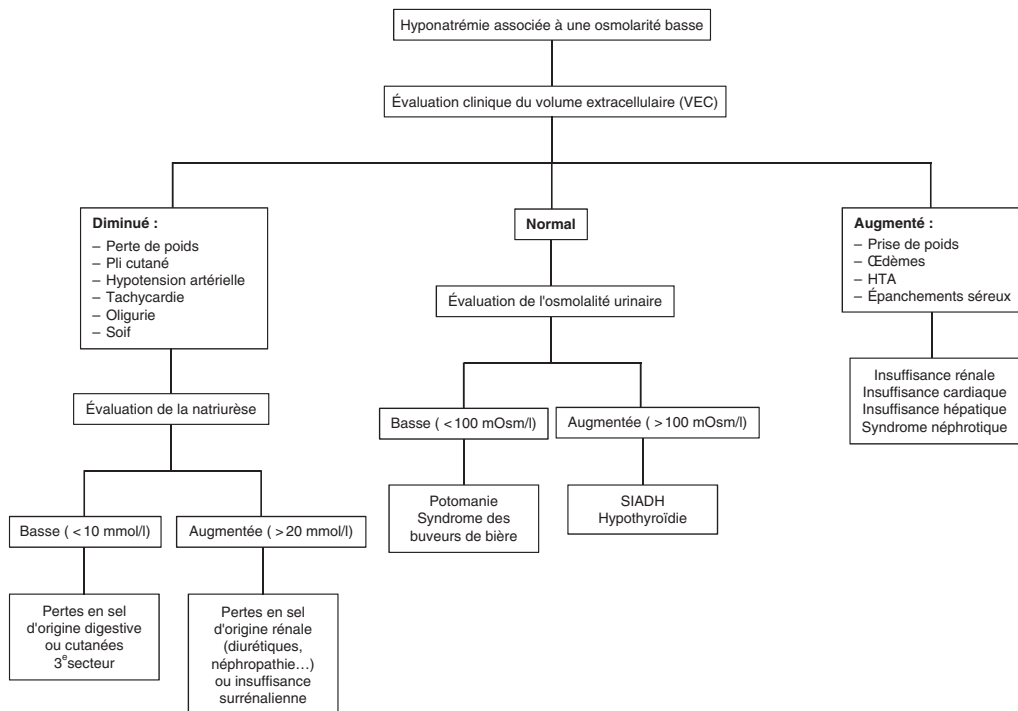 Hyponatrémie associée à une osmolarité basse
Évaluation clinique du volume extracellulaire (VEC)
Diminué :
– Perte de poids
– Pli cutané
– Hypotension artérielle
– Tachycardie
– Oligurie
– Soif
Normal
Augmenté :
– Prise de poids
– Œdèmes
– HTA
– Épanchements séreux
Évaluation de l'osmolalité urinaire
Insuffisance rénale
Insuffisance cardiaque
Insuffisance hépatique
Syndrome néphrotique
Évaluation de la natriurèse
Basse ( <100 mOsm/l)
Augmentée ( >100 mOsm/l)
Potomanie
Syndrome des
buveurs de bière
SIADH
Hypothyroïdie
Basse ( <10 mmol/l)
Augmentée ( >20 mmol/l)
Pertes en sel
d'origine digestive
ou cutanées
3e secteur
Pertes en sel
d'origine rénale
(diurétiques,
néphropathie…)
ou insuffisance
surrénalienne